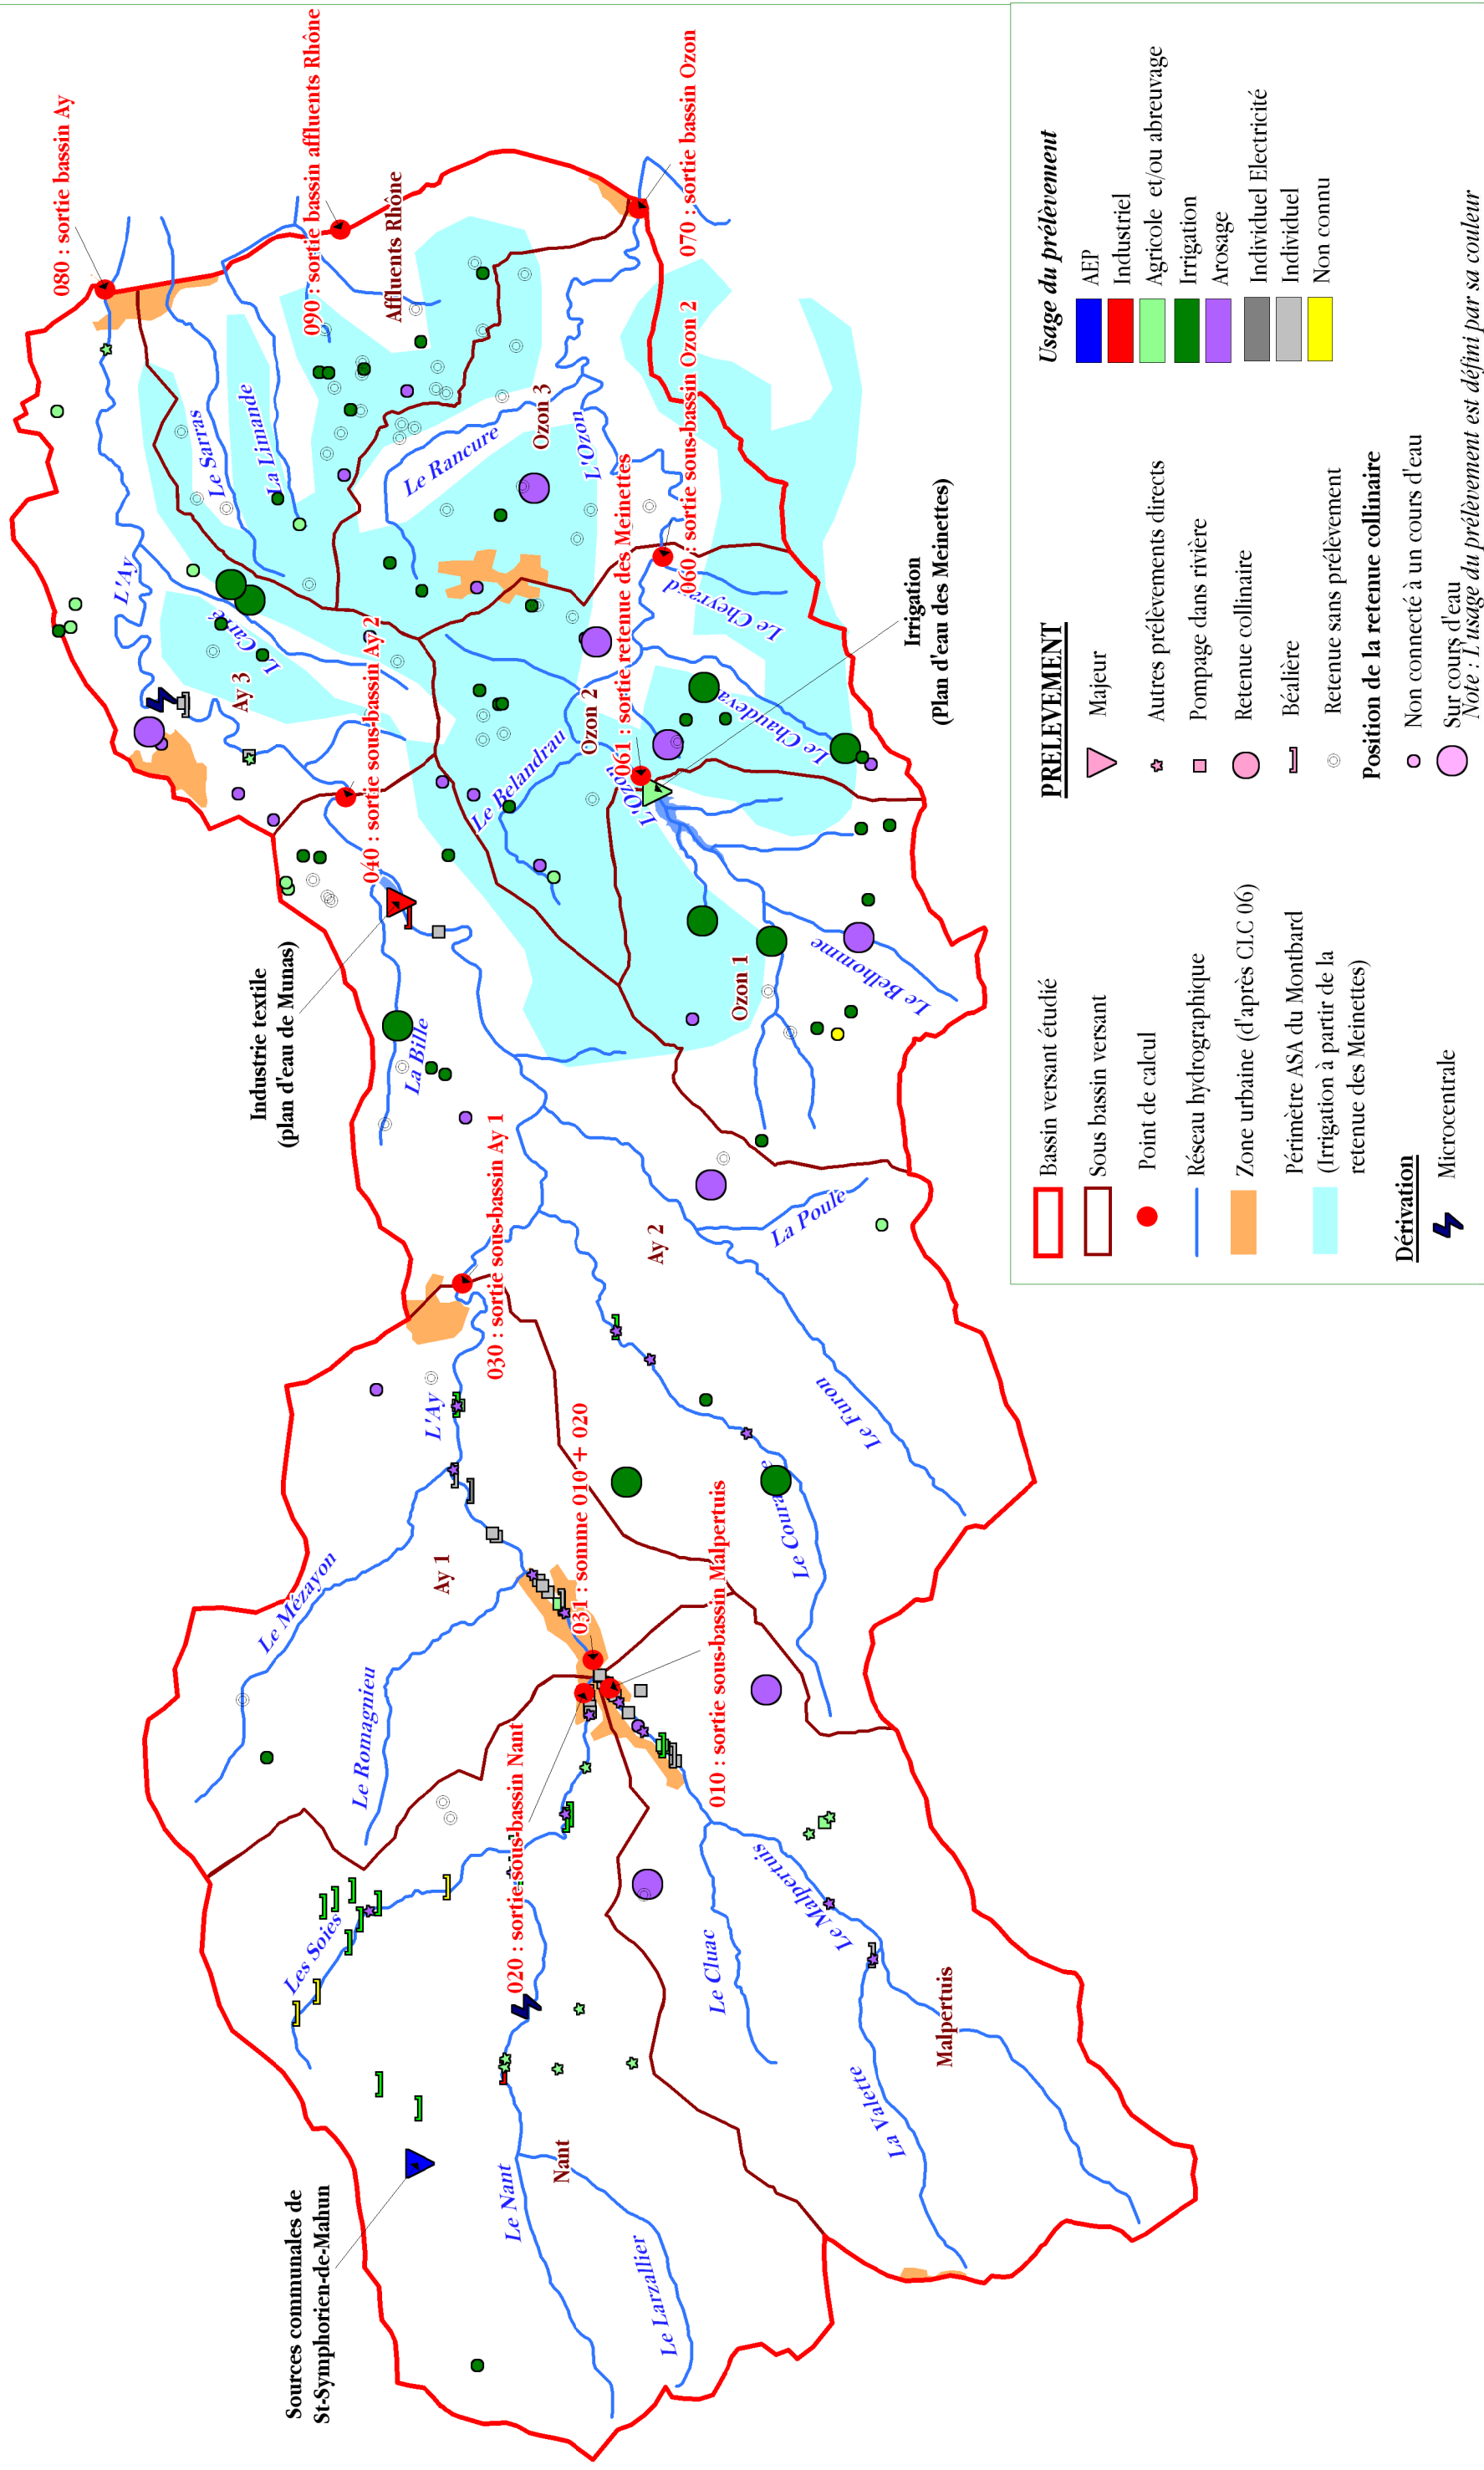 Sources communales de
St-Symphorien-de-Mahun
Industrie textile
(plan d'eau de Munas)
Irrigation
(Plan d'eau des Meinettes)
080 : sortie bassin Ay
090 : sortie bassin affluents Rhône
070 : sortie bassin Ozon
060 : sortie sous-bassin Ozon 2
061 : sortie retenue des Meinettes
040 : sortie sous-bassin Ay 2
030 : sortie sous-bassin Ay 1
031 : somme 010 + 020
020 : sortie sous-bassin Nant
010 : sortie sous-bassin Malpertuis
Nant
Malpertuis
Ay 1
Ay 2
Ay 3
Ozon 1
Ozon 2
Ozon 3
Affluents Rhône
Le Nant
Le Larzallier
Les Soies
La Valette
Le Malpertuis
Le Cluac
Le Romagnieu
Le Mézayon
L'Ay
Le Furon
La Poule
La Bille
Le Belhomme
Le Belandrau
L'Ozon
Le Chaudeva
Le Cheyrard
L'Ay
Le Sarras
La Limande
Le Rancure
L'Ozon
Bassin versant étudié
Sous bassin versant
Point de calcul
Réseau hydrographique
Zone urbaine (d'après CLC 06)
Périmètre ASA du Montbard
(Irrigation à partir de la
retenue des Meinettes)
Dérivation
Microcentrale
PRELEVEMENT
Majeur
Autres prélèvements directs
Pompage dans rivière
Retenue collinaire
Béalière
Retenue sans prélèvement
Position de la retenue collinaire
Non connecté à un cours d'eau
Sur cours d'eau
Note : L'usage du prélèvement est défini par sa couleur
Usage du prélèvement
AEP
Industriel
Agricole et/ou abreuvage
Irrigation
Arosage
Individuel Electricité
Individuel
Non connu